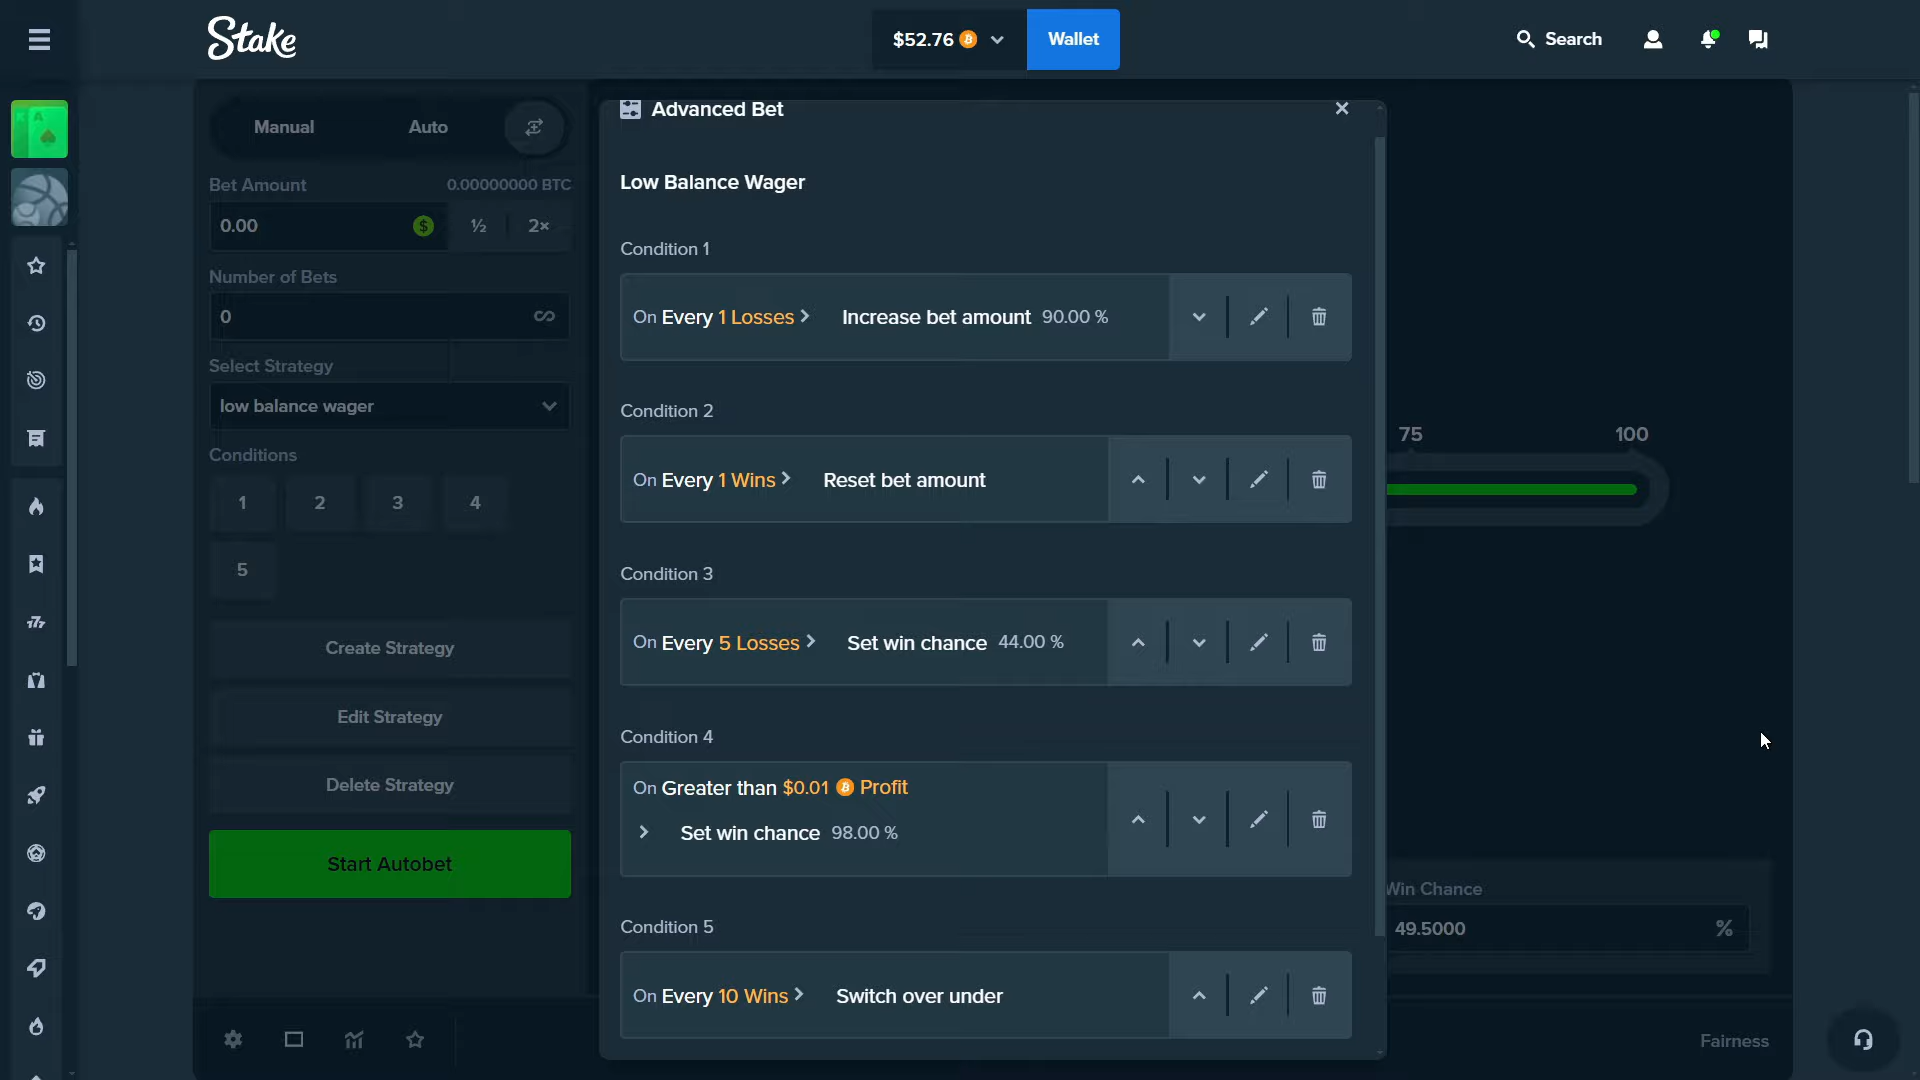 Stake
$52.76
Wallet
Search
Manual
Auto
Bet Amount
0.00000000 BTC
0.00
$
½
2×
Number of Bets
0
∞
Select Strategy
low balance wager
Conditions
1
2
3
4
5
Create Strategy
Edit Strategy
Delete Strategy
Start Autobet
Advanced Bet
Low Balance Wager
Condition 1
On Every 1 Losses Increase bet amount 90.00 %
Condition 2
On Every 1 Wins Reset bet amount
Condition 3
On Every 5 Losses Set win chance 44.00 %
Condition 4
On Greater than $0.01 Profit
Set win chance 98.00 %
Condition 5
On Every 10 Wins Switch over under
75
100
Win Chance
49.5000
%
Fairness